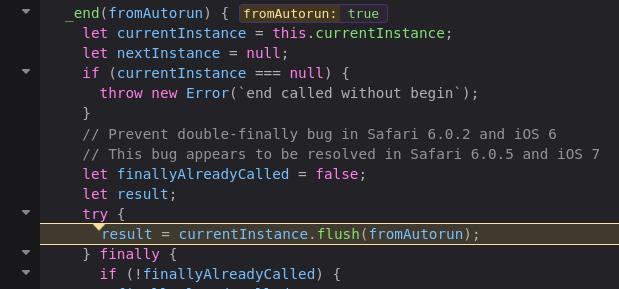 _end(fromAutorun) { fromAutorun: true
let currentInstance = this.currentInstance;
let nextInstance = null;
if (currentInstance === null) {
throw new Error(`end called without begin`);
}
// Prevent double-finally bug in Safari 6.0.2 and iOS 6
// This bug appears to be resolved in Safari 6.0.5 and iOS 7
let finallyAlreadyCalled = false;
let result;
try {
result = currentInstance.flush(fromAutorun);
} finally {
if (!finallyAlreadyCalled) {